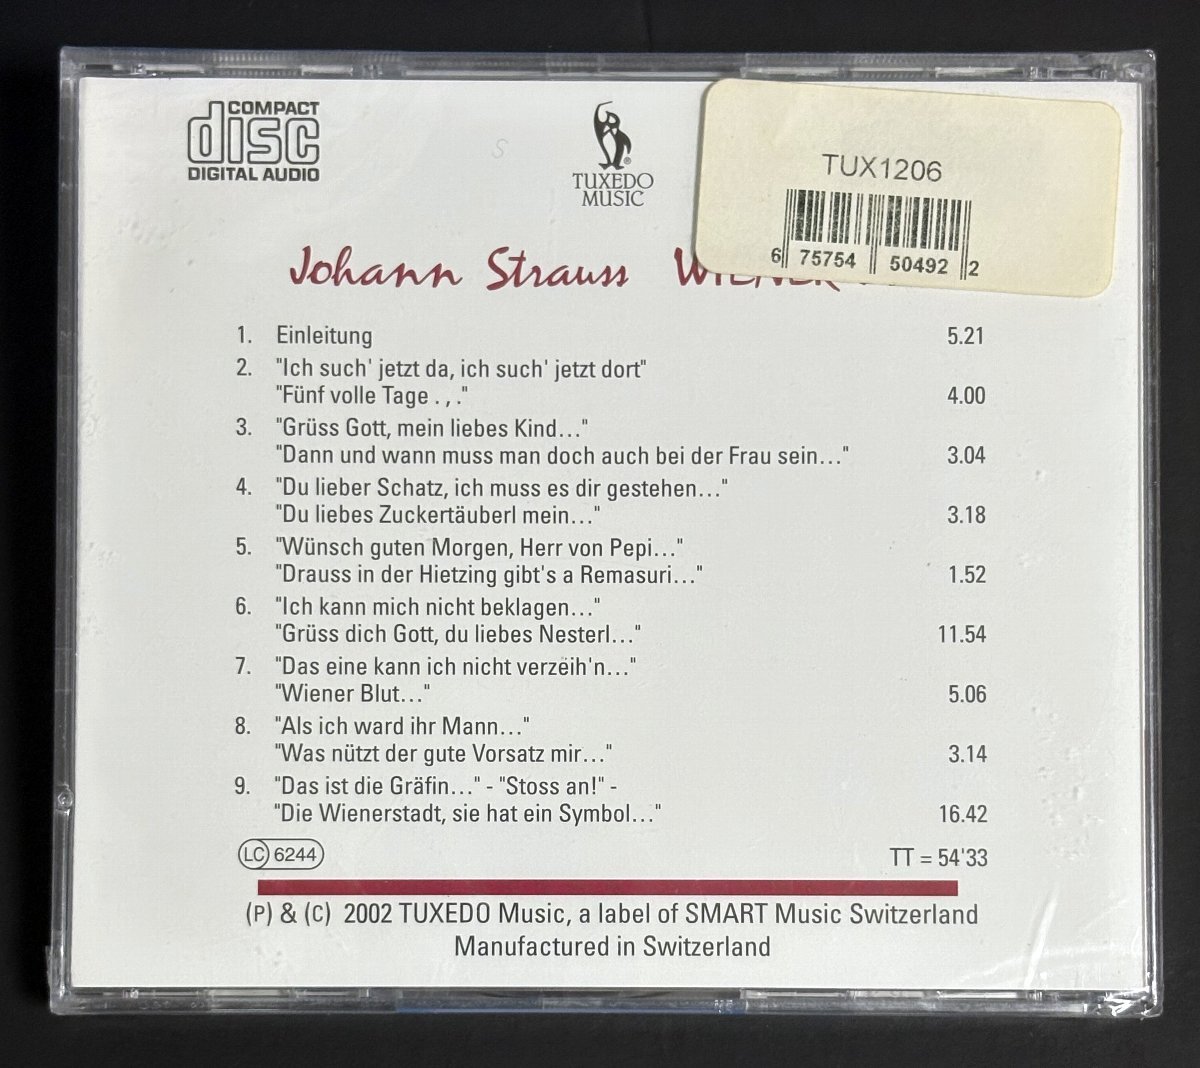 COMPACT
disc
DIGITAL AUDIO
TUXEDO
MUSIC
TUX1206
6 75754 50492 2
Johann Strauss WIENER
1. Einleitung 5.21
2. "Ich such' jetzt da, ich such' jetzt dort"
"Fünf volle Tage . , ." 4.00
3. "Grüss Gott, mein liebes Kind..."
"Dann und wann muss man doch auch bei der Frau sein..." 3.04
4. "Du lieber Schatz, ich muss es dir gestehen..."
"Du liebes Zuckertäuberl mein..." 3.18
5. "Wünsch guten Morgen, Herr von Pepi..."
"Drauss in der Hietzing gibt's a Remasuri..." 1.52
6. "Ich kann mich nicht beklagen..."
"Grüss dich Gott, du liebes Nesterl..." 11.54
7. "Das eine kann ich nicht verzëih'n..."
"Wiener Blut..." 5.06
8. "Als ich ward ihr Mann..."
"Was nützt der gute Vorsatz mir..." 3.14
9. "Das ist die Gräfin..." - "Stoss an!" -
"Die Wienerstadt, sie hat ein Symbol..." 16.42
LC 6244 TT = 54'33
(P) & (C) 2002 TUXEDO Music, a label of SMART Music Switzerland
Manufactured in Switzerland